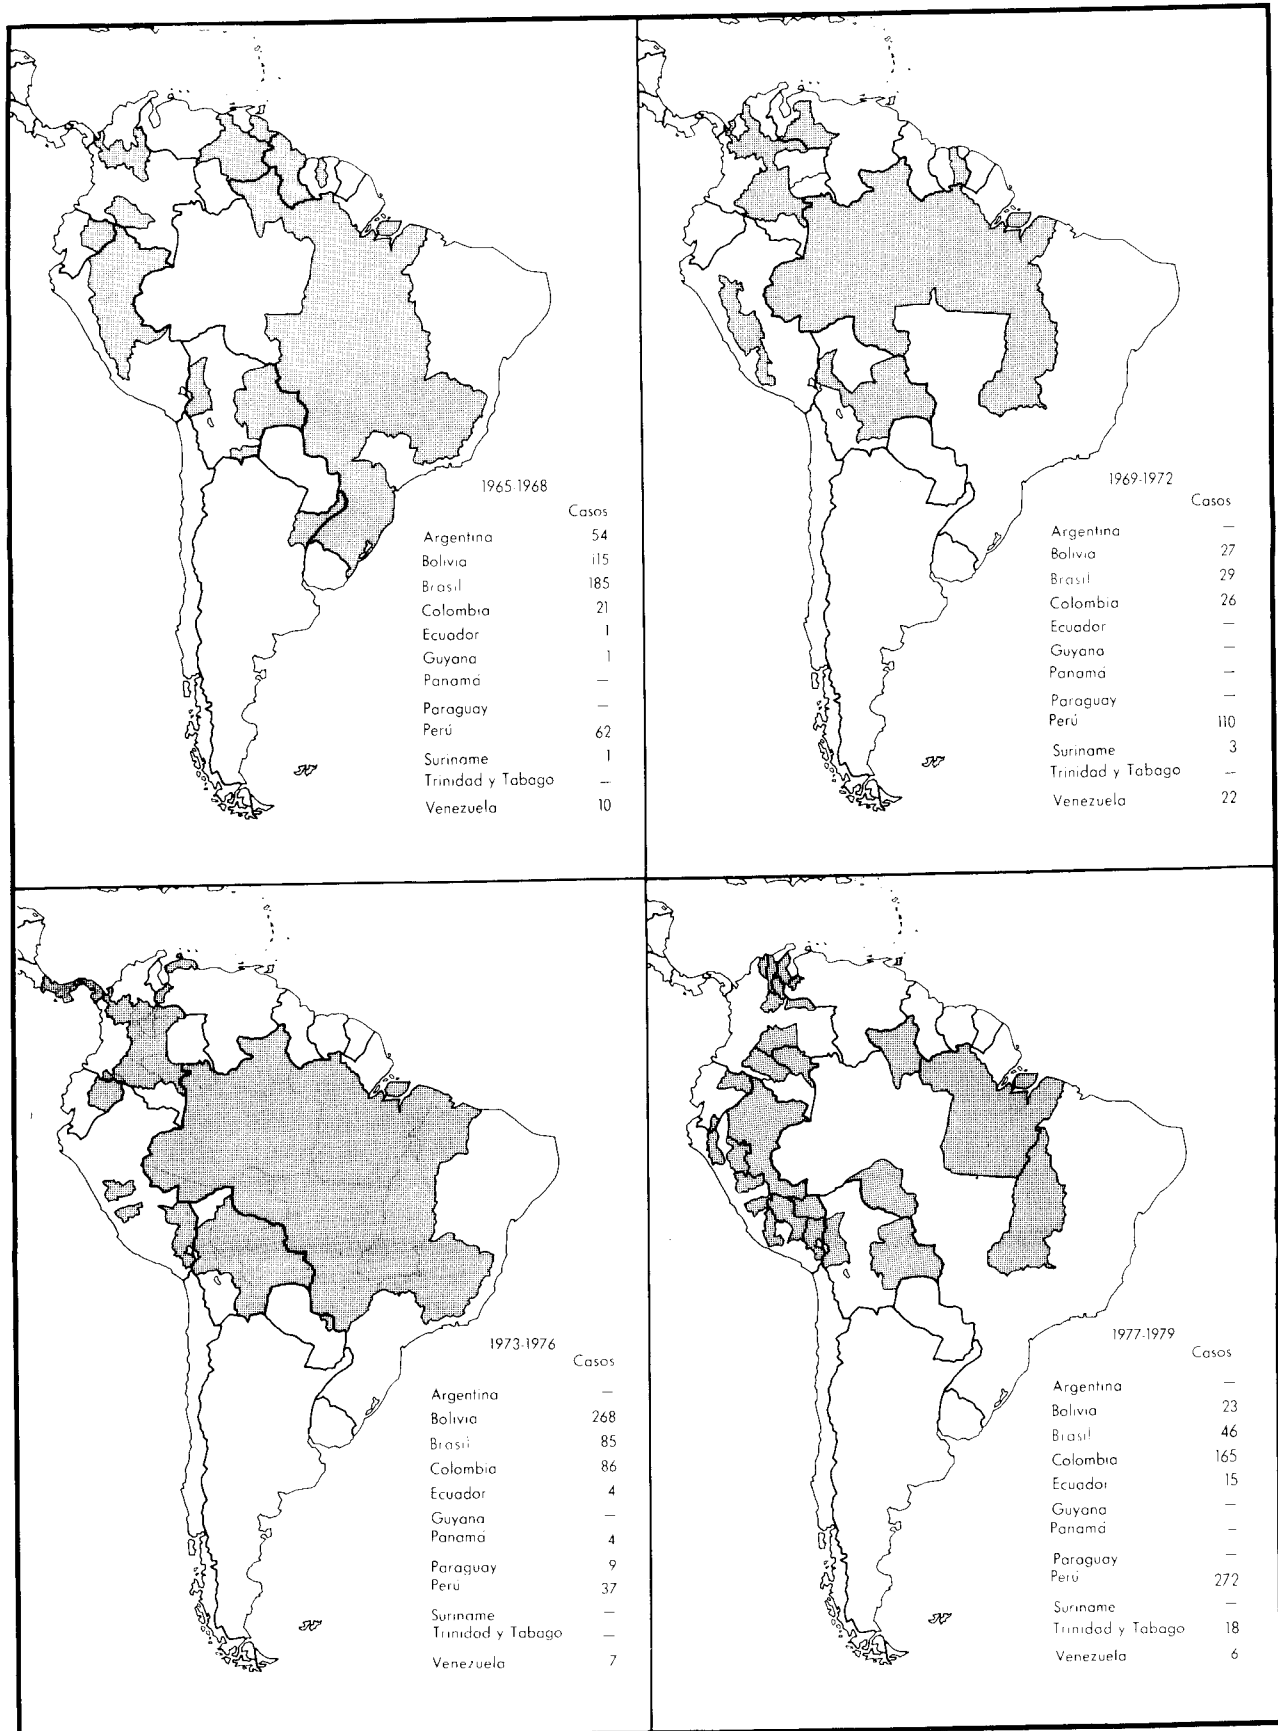 1965-1968
Casos
Argentina 54
Bolivia 115
Brasil 185
Colombia 21
Ecuador 1
Guyana 1
Panamá —
Paraguay —
Perú 62
Suriname 1
Trinidad y Tabago —
Venezuela 10
1969-1972
Casos
Argentina —
Bolivia 27
Brasil 29
Colombia 26
Ecuador —
Guyana —
Panamá —
Paraguay —
Perú 110
Suriname 3
Trinidad y Tabago —
Venezuela 22
1973-1976
Casos
Argentina —
Bolivia 268
Brasil 85
Colombia 86
Ecuador 4
Guyana —
Panamá 4
Paraguay 9
Perú 37
Suriname —
Trinidad y Tabago —
Venezuela 7
1977-1979
Casos
Argentina —
Bolivia 23
Brasil 46
Colombia 165
Ecuador 15
Guyana —
Panamá —
Paraguay —
Perú 272
Suriname —
Trinidad y Tabago 18
Venezuela 6